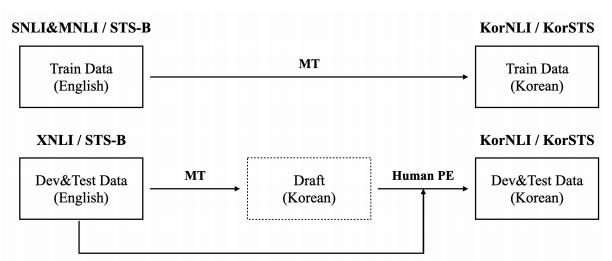 SNLI&MNLI / STS-B
KorNLI / KorSTS
Train Data
(English)
MT
Train Data
(Korean)
XNLI / STS-B
KorNLI / KorSTS
Dev&Test Data
(English)
MT
Draft
(Korean)
Human PE
Dev&Test Data
(Korean)